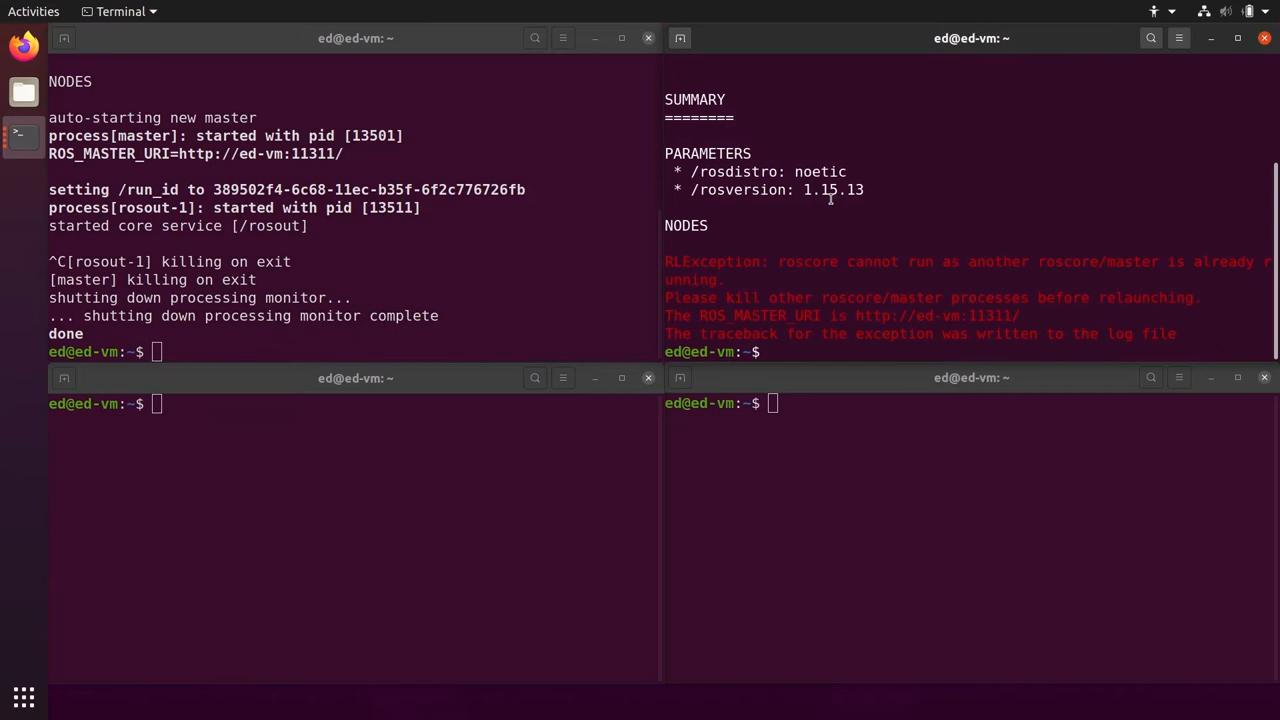 Activities
Terminal
ed@ed-vm: ~
NODES
auto-starting new master
process[master]: started with pid [13501]
ROS_MASTER_URI=http://ed-vm:11311/
setting /run_id to 389502f4-6c68-11ec-b35f-6f2c776726fb
process[rosout-1]: started with pid [13511]
started core service [/rosout]
^C[rosout-1] killing on exit
[master] killing on exit
shutting down processing monitor...
... shutting down processing monitor complete
done
ed@ed-vm:~$
ed@ed-vm: ~
SUMMARY
========
PARAMETERS
* /rosdistro: noetic
* /rosversion: 1.15.13
NODES
RLException: roscore cannot run as another roscore/master is already r
unning.
Please kill other roscore/master processes before relaunching.
The ROS_MASTER_URI is http://ed-vm:11311/
The traceback for the exception was written to the log file
ed@ed-vm:~$
ed@ed-vm: ~
ed@ed-vm:~$
ed@ed-vm: ~
ed@ed-vm:~$